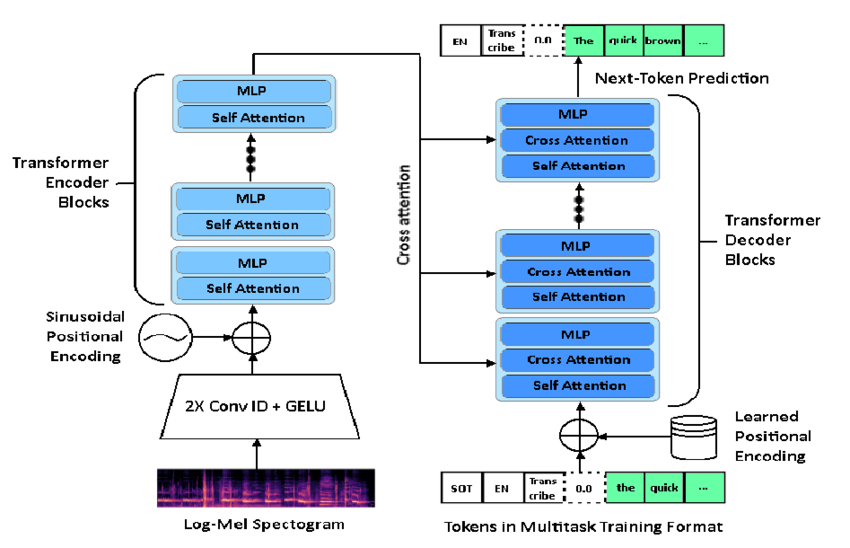 EN
Trans
cribe
0.0
The
quick
brown
...
Next-Token Prediction
MLP
Self Attention
MLP
Self Attention
MLP
Self Attention
Transformer
Encoder
Blocks
Sinusoidal
Positional
Encoding
2X Conv ID + GELU
Log-Mel Spectogram
Cross attention
MLP
Cross Attention
Self Attention
MLP
Cross Attention
Self Attention
MLP
Cross Attention
Self Attention
Transformer
Decoder
Blocks
Learned
Positional
Encoding
SOT
EN
Trans
cribe
0.0
the
quick
...
Tokens in Multitask Training Format